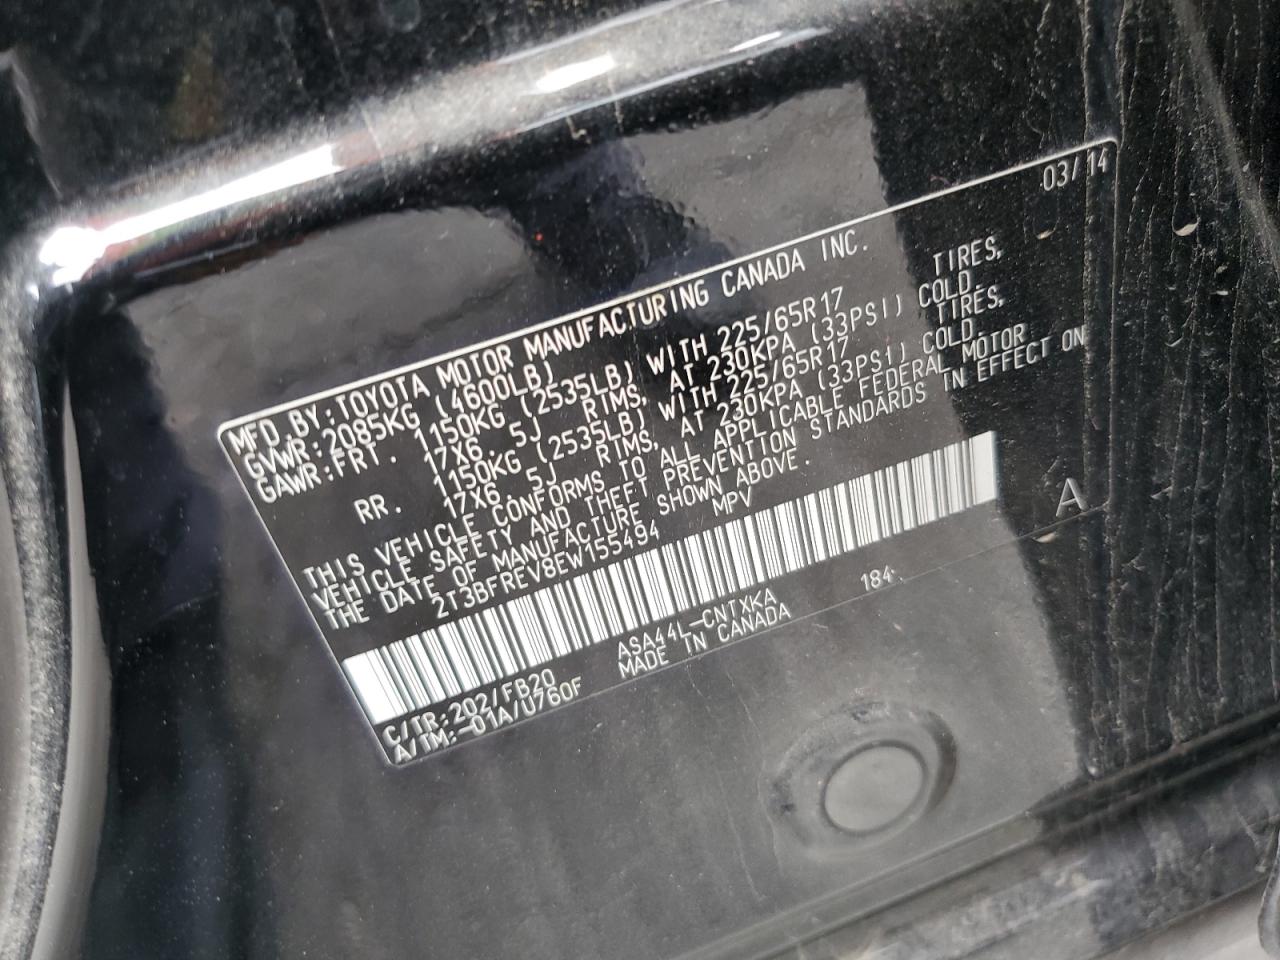 03/14
MFD. BY: TOYOTA MOTOR MANUFACTURING CANADA INC.
GVWR: 2085KG (4600LB)
GAWR: FRT. 1150KG (2535LB) WITH 225/65R17 TIRES,
17X6.5J RIMS, AT 230KPA (33PSI) COLD.
RR. 1150KG (2535LB) WITH 225/65R17 TIRES,
17X6.5J RIMS, AT 230KPA (33PSI) COLD.
THIS VEHICLE CONFORMS TO ALL APPLICABLE FEDERAL MOTOR
VEHICLE SAFETY AND THEFT PREVENTION STANDARDS IN EFFECT ON
THE DATE OF MANUFACTURE SHOWN ABOVE.
2T3BFREV8EW155494 MPV
A
C/TR: 202/FB20 ASA44L-CNTXKA 184
A/TM: -01A/U760F MADE IN CANADA